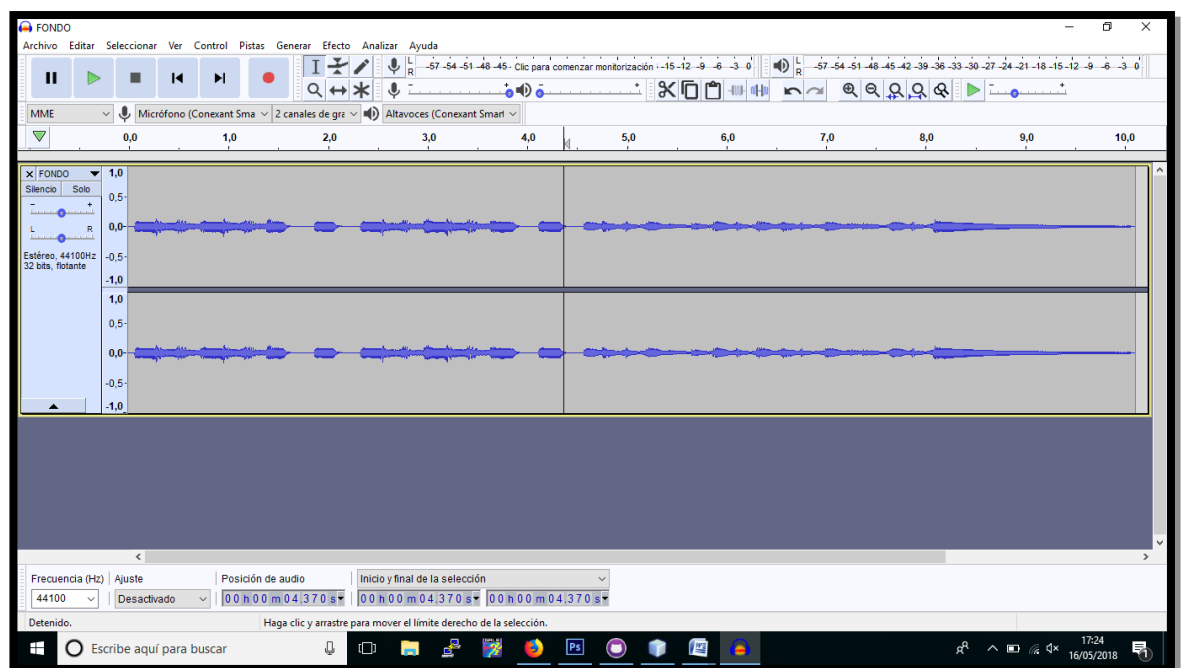 FONDO
Archivo Editar Seleccionar Ver Control Pistas Generar Efecto Analizar Ayuda
L R -57 -54 -51 -48 -45 - Clic para comenzar monitorización -15 -12 -9 -6 -3 0 L R -57 -54 -51 -48 -45 -42 -39 -36 -33 -30 -27 -24 -21 -18 -15 -12 -9 -6 -3 0
MME Micrófono (Conexant Sma 2 canales de gra Altavoces (Conexant Smart
0,0 1,0 2,0 3,0 4,0 5,0 6,0 7,0 8,0 9,0 10,0
X FONDO 1,0
Silencio Solo
- + 0,5
L R 0,0
Estéreo, 44100Hz -0,5
32 bits, flotante
-1,0
1,0
0,5
0,0
-0,5
-1,0
Frecuencia (Hz) Ajuste Posición de audio Inicio y final de la selección
44100 Desactivado 00 h 00 m 04.370 s 00 h 00 m 04.370 s 00 h 00 m 04.370 s
Detenido. Haga clic y arrastre para mover el límite derecho de la selección.
Escribe aquí para buscar Ps 17:24
16/05/2018 1